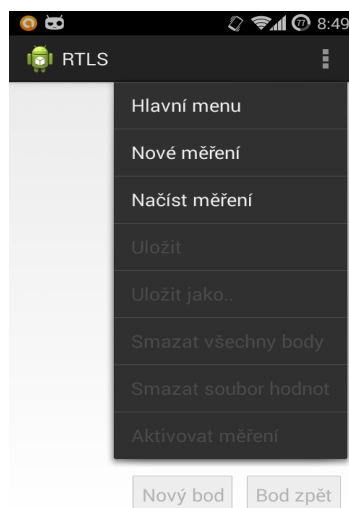 77 8:49
RTLS
Hlavní menu
Nové měření
Načíst měření
Uložit
Uložit jako..
Smazat všechny body
Smazat soubor hodnot
Aktivovat měření
Nový bod Bod zpět